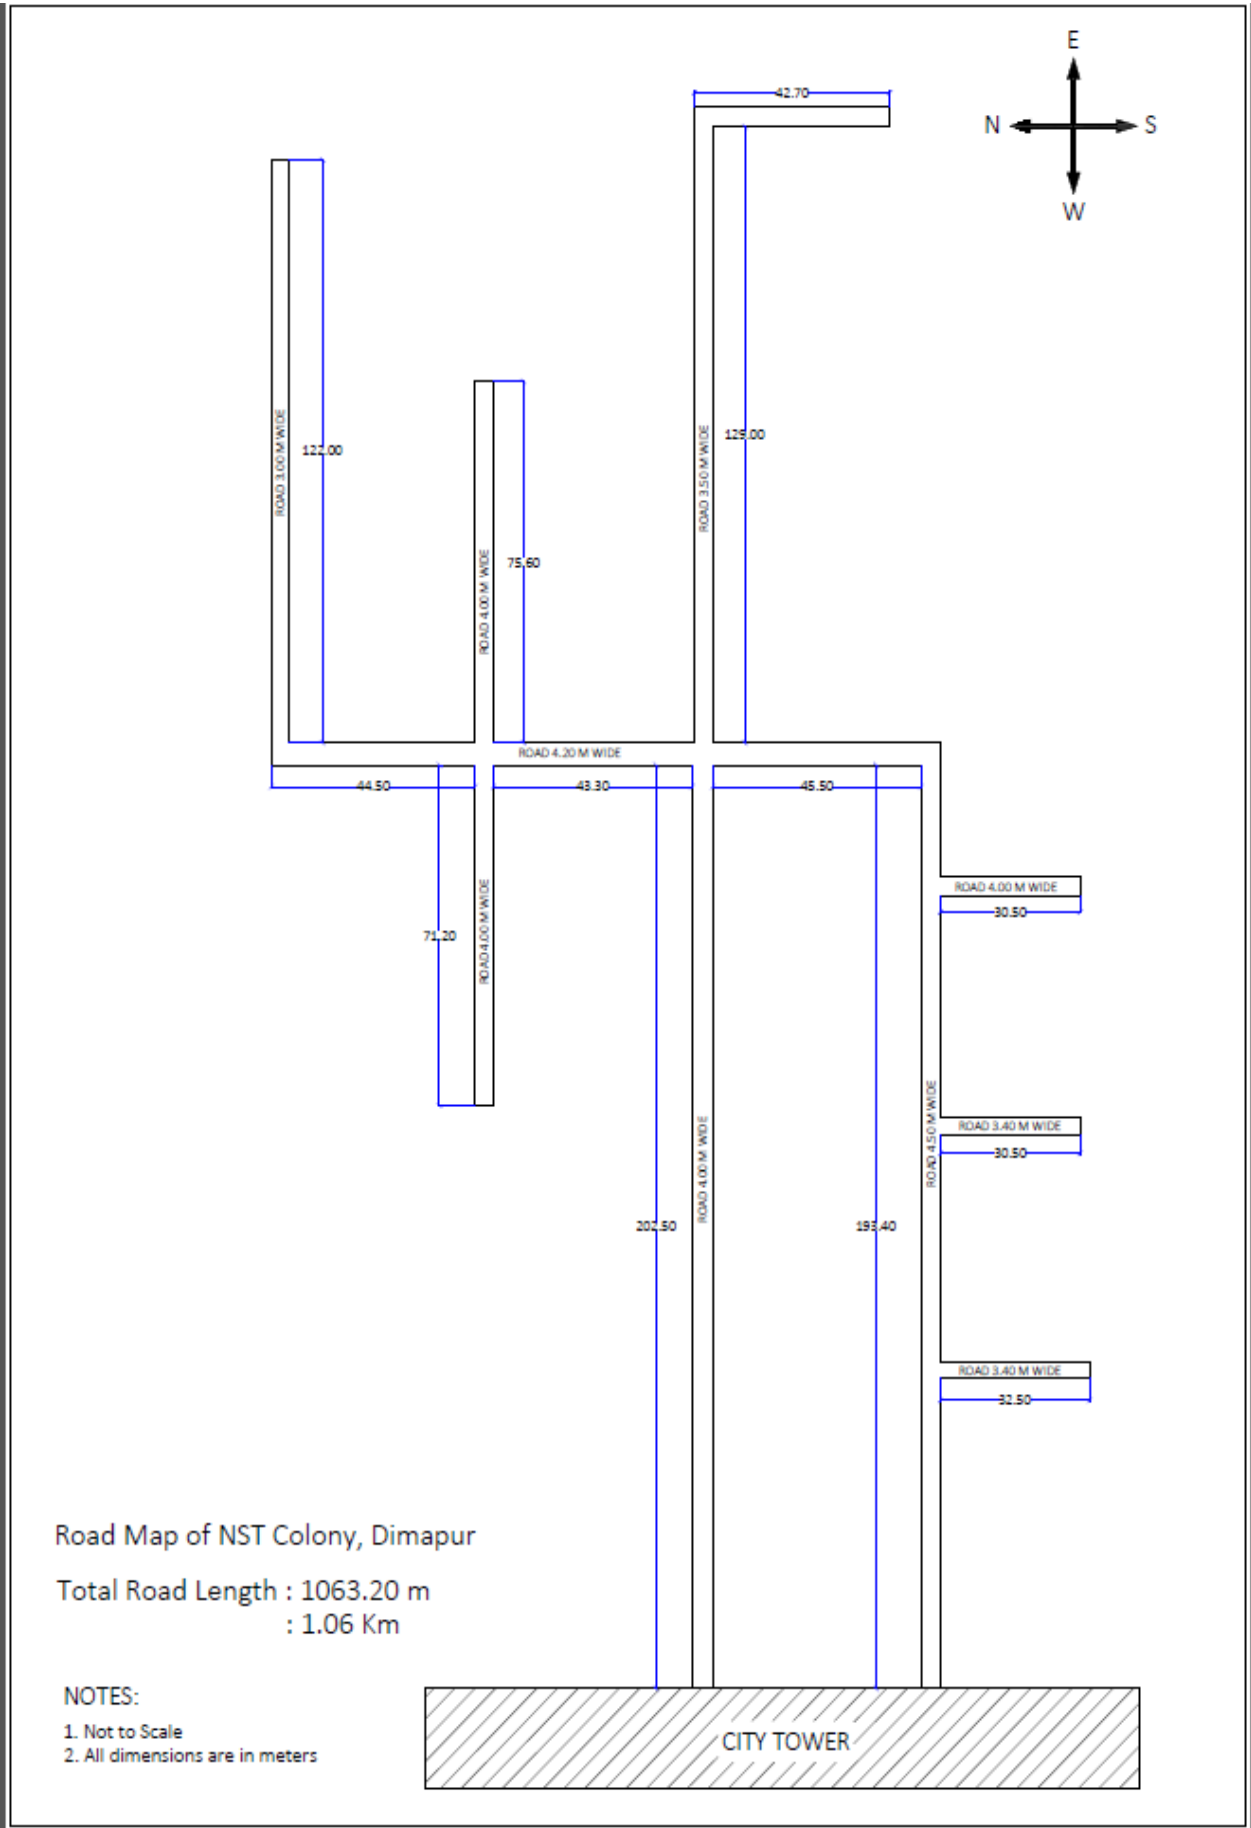 E
N
S
W
42.70
ROAD 3.00 M WIDE
122.00
ROAD 4.00 M WIDE
75.60
ROAD 3.50 M WIDE
129.00
ROAD 4.20 M WIDE
44.50
43.30
45.50
ROAD 4.00 M WIDE
30.50
71.20
ROAD 4.00 M WIDE
ROAD 3.40 M WIDE
30.50
202.50
ROAD 4.00 M WIDE
193.40
ROAD 4.50 M WIDE
ROAD 3.40 M WIDE
32.50
Road Map of NST Colony, Dimapur
Total Road Length : 1063.20 m
: 1.06 Km
NOTES:
1. Not to Scale
2. All dimensions are in meters
CITY TOWER